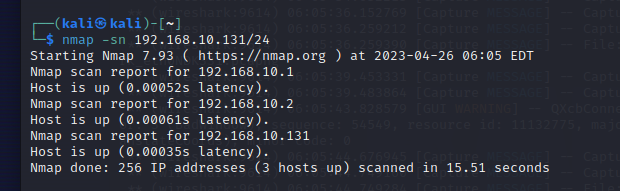 ┌──(kali㉿kali)-[~]
└─$ nmap -sn 192.168.10.131/24
Starting Nmap 7.93 ( https://nmap.org ) at 2023-04-26 06:05 EDT
Nmap scan report for 192.168.10.1
Host is up (0.00052s latency).
Nmap scan report for 192.168.10.2
Host is up (0.00061s latency).
Nmap scan report for 192.168.10.131
Host is up (0.00035s latency).
Nmap done: 256 IP addresses (3 hosts up) scanned in 15.51 seconds